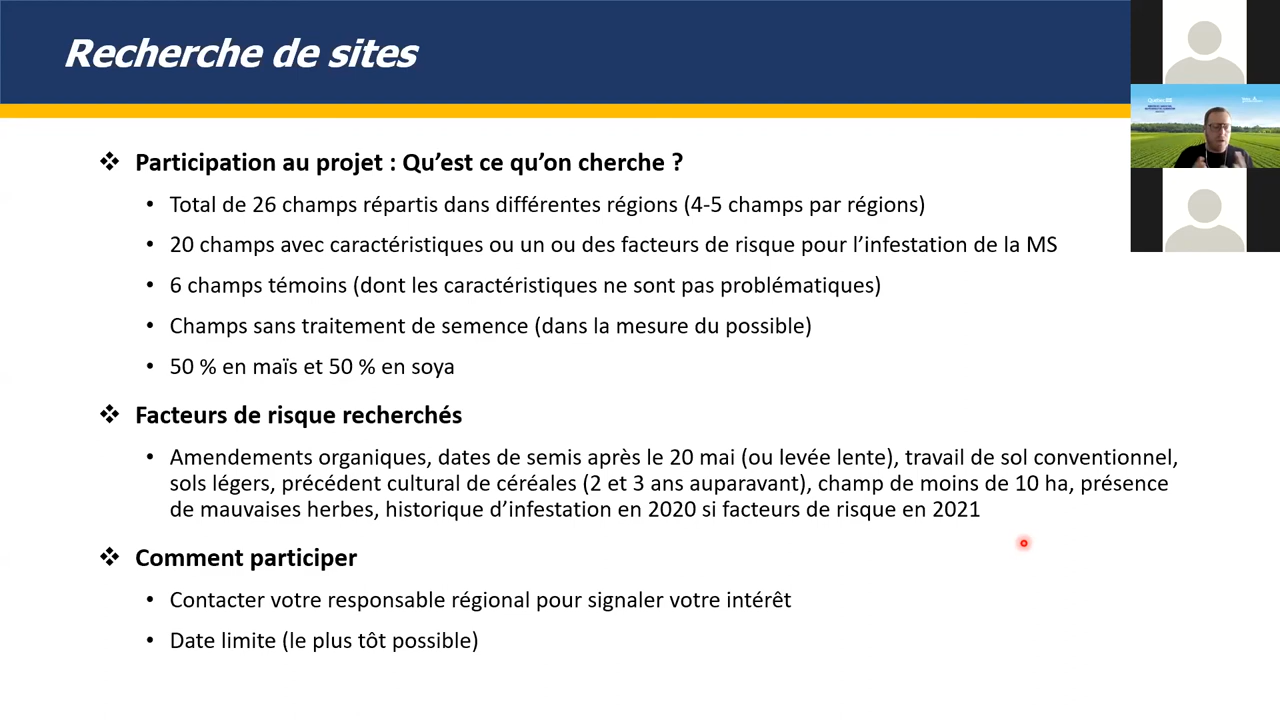 Recherche de sites
Participation au projet : Qu’est ce qu’on cherche ?
Total de 26 champs répartis dans différentes régions (4-5 champs par régions)
20 champs avec caractéristiques ou un ou des facteurs de risque pour l’infestation de la MS
6 champs témoins (dont les caractéristiques ne sont pas problématiques)
Champs sans traitement de semence (dans la mesure du possible)
50 % en maïs et 50 % en soya
Facteurs de risque recherchés
Amendements organiques, dates de semis après le 20 mai (ou levée lente), travail de sol conventionnel,
sols légers, précédent cultural de céréales (2 et 3 ans auparavant), champ de moins de 10 ha, présence
de mauvaises herbes, historique d’infestation en 2020 si facteurs de risque en 2021
Comment participer
Contacter votre responsable régional pour signaler votre intérêt
Date limite (le plus tôt possible)